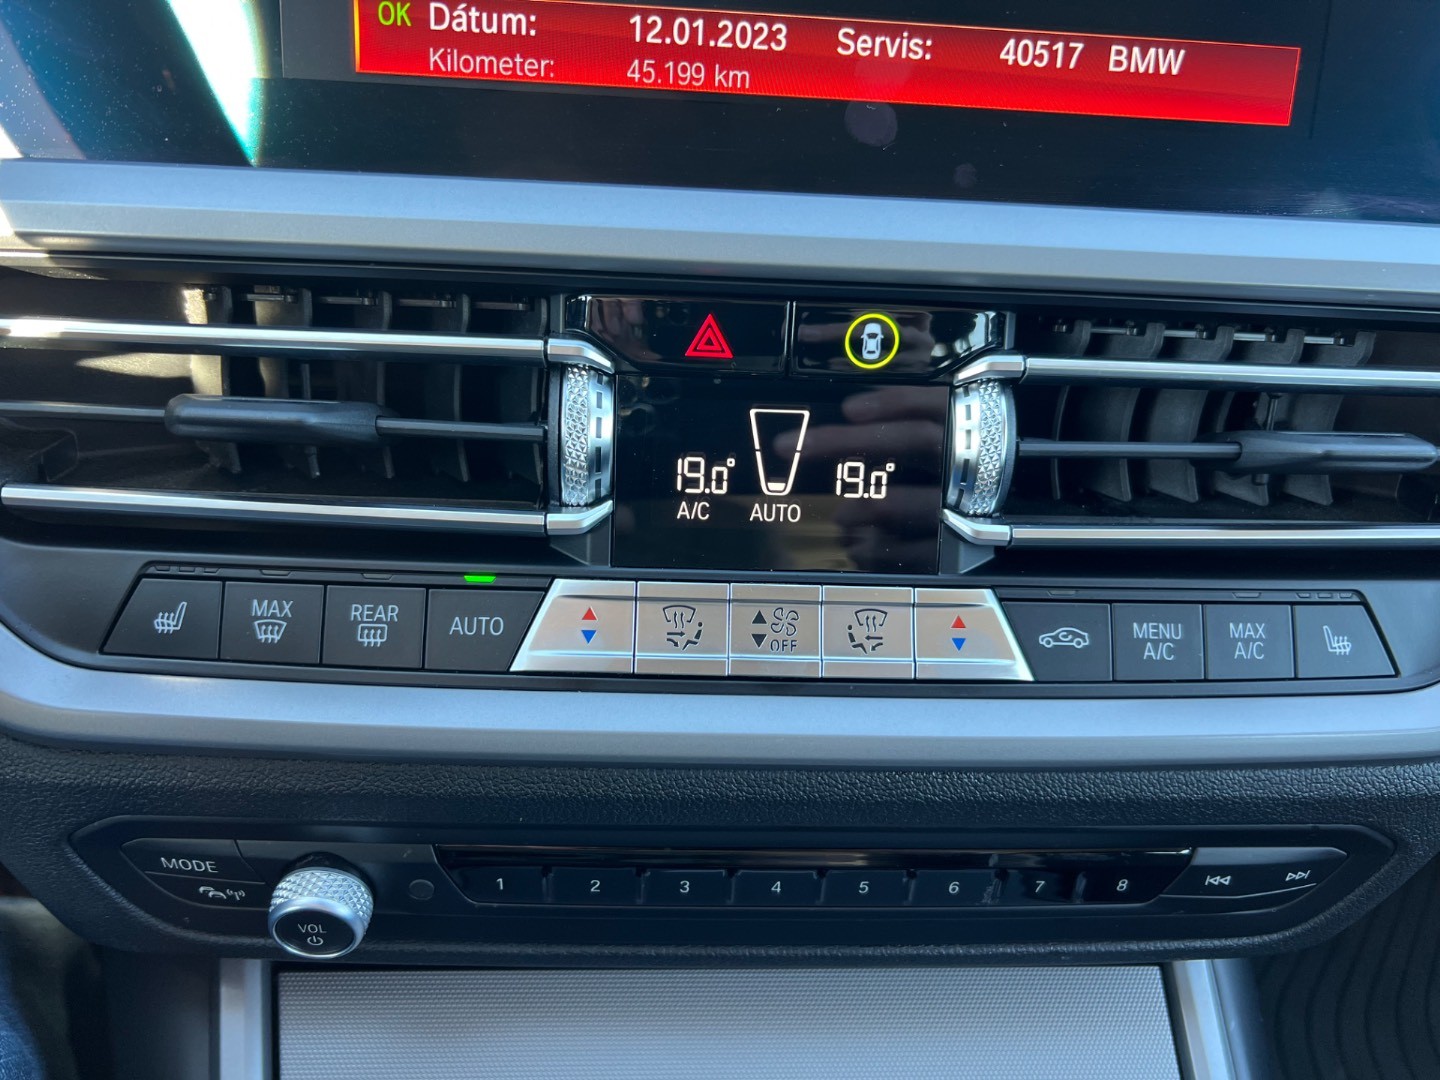 OK Dátum: 12.01.2023 Servis: 40517 BMW
Kilometer: 45.199 km
19.0° 19.0°
A/C AUTO
MAX REAR AUTO OFF MENU A/C MAX A/C
MODE
VOL
1 2 3 4 5 6 7 8